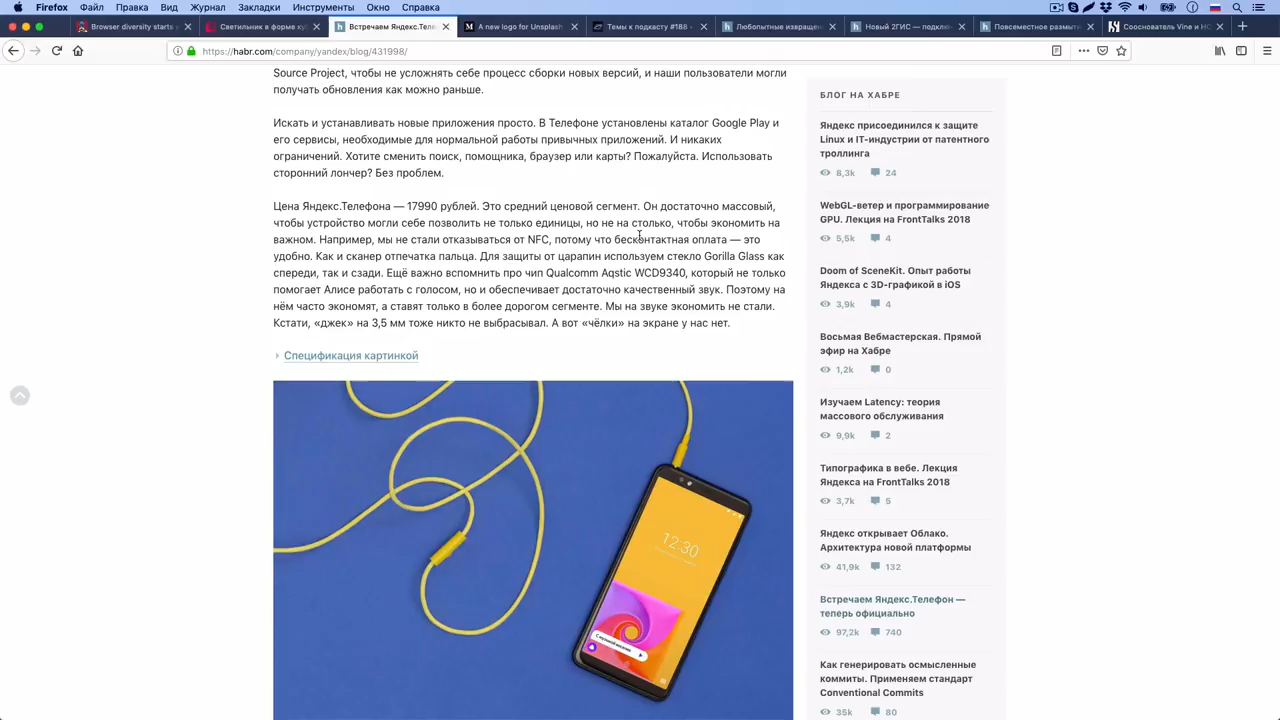 Firefox Файл Правка Вид Журнал Закладки Инструменты Окно Справка
Browser diversity starts
Светильник в форме ку
Встречаем Яндекс.Теле
A new logo for Unsplash
Темы к подкасту #188
Любопытные извращен
Новый 2ГИС — подклю
Повсеместное размыти
Сооснователь Vine и HQ
https://habr.com/company/yandex/blog/431998/
Source Project, чтобы не усложнять себе процесс сборки новых версий, и наши пользователи могли
получать обновления как можно раньше.
Искать и устанавливать новые приложения просто. В Телефоне установлены каталог Google Play и
его сервисы, необходимые для нормальной работы привычных приложений. И никаких
ограничений. Хотите сменить поиск, помощника, браузер или карты? Пожалуйста. Использовать
сторонний лончер? Без проблем.
Цена Яндекс.Телефона — 17990 рублей. Это средний ценовой сегмент. Он достаточно массовый,
чтобы устройство могли себе позволить не только единицы, но не на столько, чтобы экономить на
важном. Например, мы не стали отказываться от NFC, потому что бесконтактная оплата — это
удобно. Как и сканер отпечатка пальца. Для защиты от царапин используем стекло Gorilla Glass как
спереди, так и сзади. Ещё важно вспомнить про чип Qualcomm Aqstic WCD9340, который не только
помогает Алисе работать с голосом, но и обеспечивает достаточно качественный звук. Поэтому на
нём часто экономят, а ставят только в более дорогом сегменте. Мы на звуке экономить не стали.
Кстати, «джек» на 3,5 мм тоже никто не выбрасывал. А вот «чёлки» на экране у нас нет.
Спецификация картинкой
12:30
БЛОГ НА ХАБРЕ
Яндекс присоединился к защите
Linux и IT-индустрии от патентного
троллинга
8,3k 24
WebGL-ветер и программирование
GPU. Лекция на FrontTalks 2018
5,5k 4
Doom of SceneKit. Опыт работы
Яндекса с 3D-графикой в iOS
3,9k 4
Восьмая Вебмастерская. Прямой
эфир на Хабре
1,2k 0
Изучаем Latency: теория
массового обслуживания
9,9k 2
Типографика в вебе. Лекция
Яндекса на FrontTalks 2018
3,7k 5
Яндекс открывает Облако.
Архитектура новой платформы
41,9k 132
Встречаем Яндекс.Телефон —
теперь официально
97,2k 740
Как генерировать осмысленные
коммиты. Применяем стандарт
Conventional Commits
35k 80